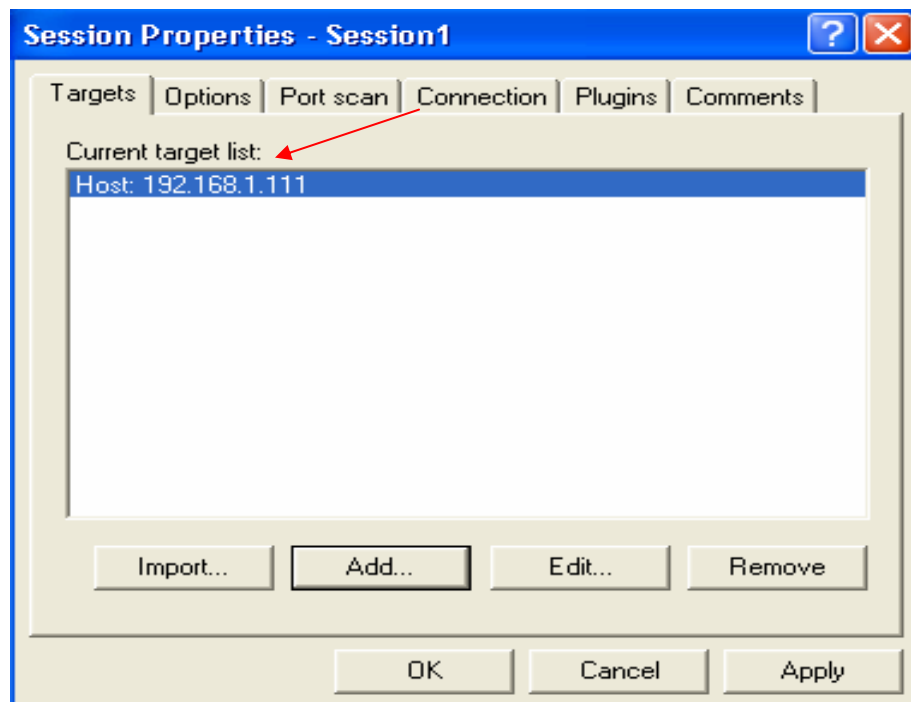 Session Properties - Session1 ? X
Targets Options Port scan Connection Plugins Comments
Current target list:
Host: 192.168.1.111
Import... Add... Edit... Remove
OK Cancel Apply